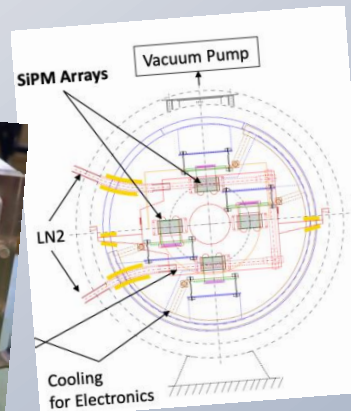 Vacuum Pump
SiPM Arrays
LN2
Cooling
for Electronics